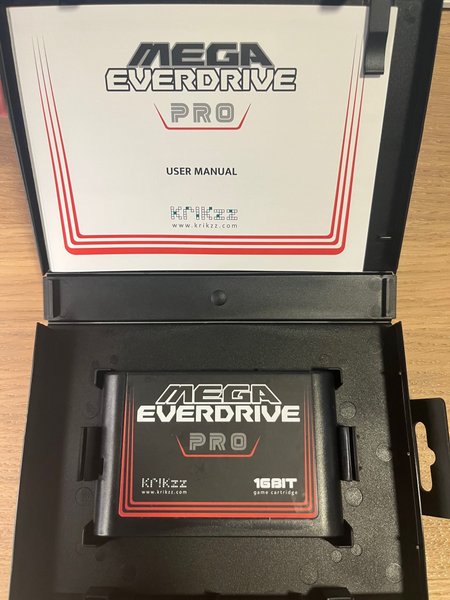 MEGA
EVERDRIVE
PRO
USER MANUAL
krikzz
www.krikzz.com
MEGA
EVERDRIVE
PRO
krikzz
www.krikzz.com
16BIT
game cartridge